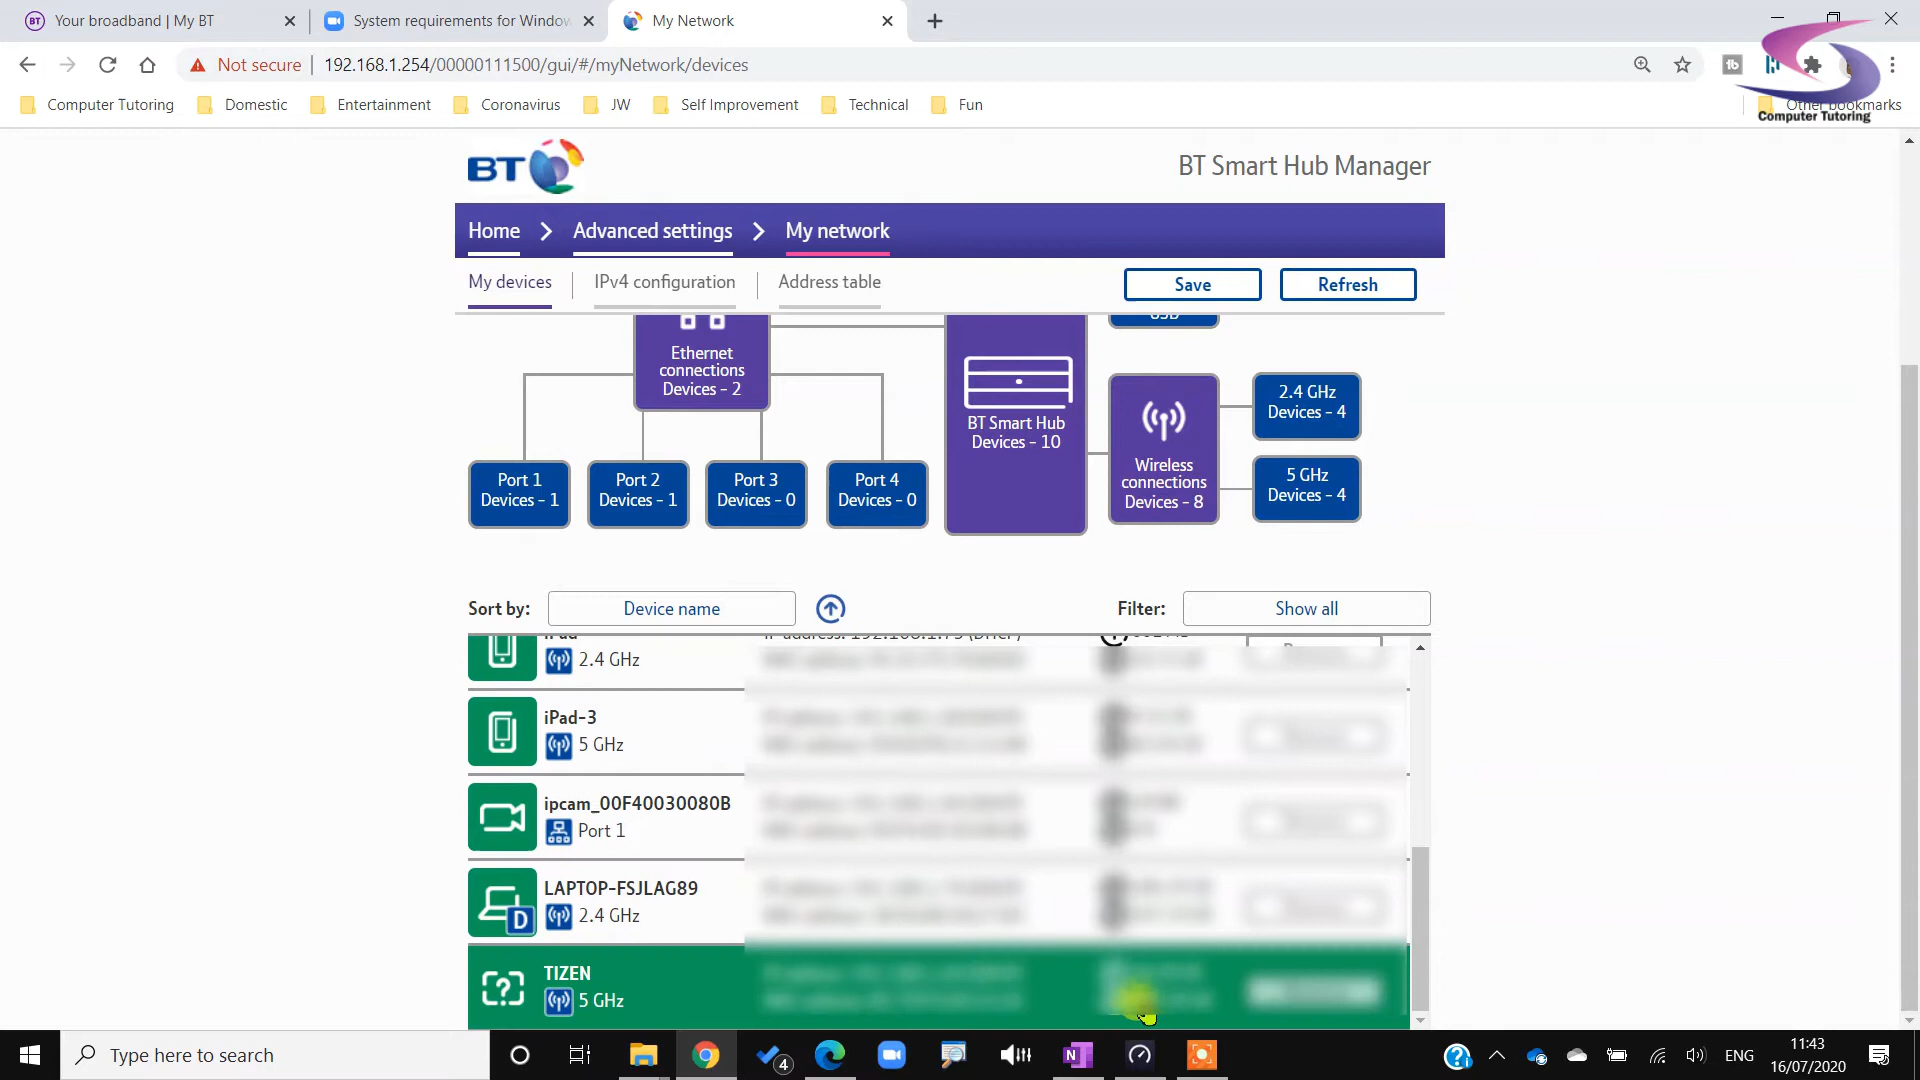 Your broadband | My BT
System requirements for Window
My Network
Not secure
192.168.1.254/00000111500/gui/#/myNetwork/devices
Computer Tutoring
Domestic
Entertainment
Coronavirus
JW
Self Improvement
Technical
Fun
Other bookmarks
Computer Tutoring
BT
BT Smart Hub Manager
Home
Advanced settings
My network
My devices
IPv4 configuration
Address table
Save
Refresh
Ethernet
connections
Devices - 2
Port 1
Devices - 1
Port 2
Devices - 1
Port 3
Devices - 0
Port 4
Devices - 0
BT Smart Hub
Devices - 10
Wireless
connections
Devices - 8
2.4 GHz
Devices - 4
5 GHz
Devices - 4
Sort by:
Device name
Filter:
Show all
2.4 GHz
iPad-3
5 GHz
ipcam_00F40030080B
Port 1
LAPTOP-FSJLAG89
D
2.4 GHz
TIZEN
5 GHz
Type here to search
4
ENG
11:43
16/07/2020